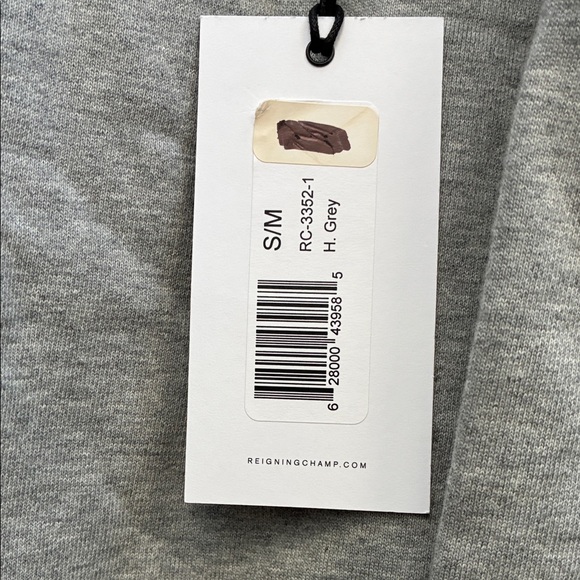 S/M
RC-3352-1
H. Grey
6 28000 43958 5
REIGNINGCHAMP.COM